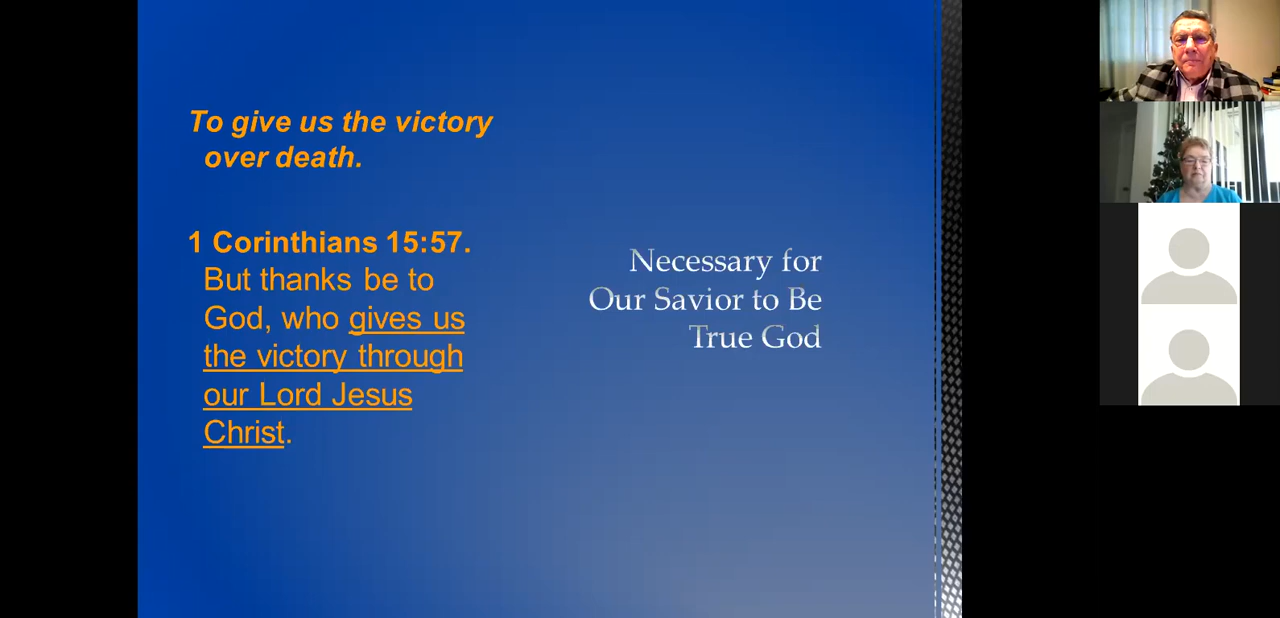 To give us the victory
over death.
1 Corinthians 15:57.
But thanks be to
God, who gives us
the victory through
our Lord Jesus
Christ.
Necessary for
Our Savior to Be
True God